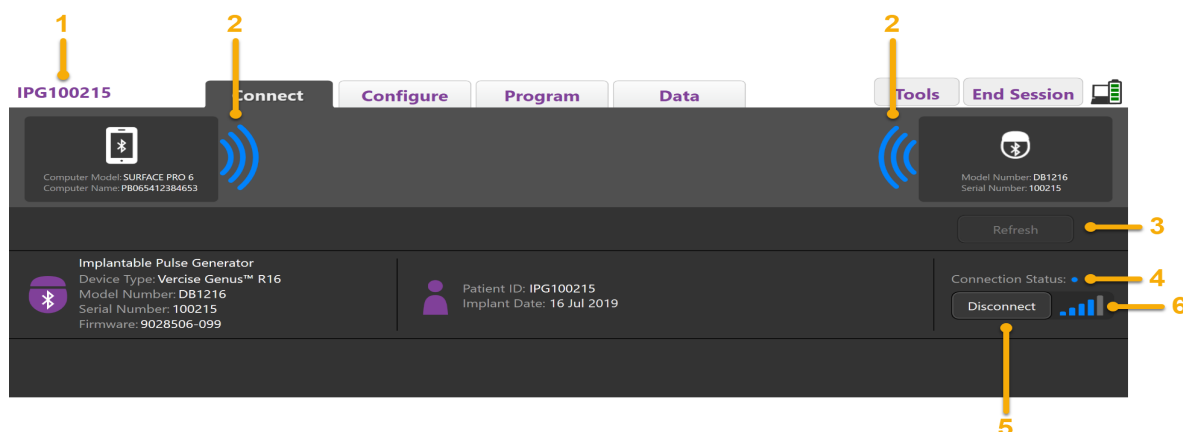 1
2
2
IPG100215
Connect
Configure
Program
Data
Tools
End Session
Computer Model: SURFACE PRO 6
Computer Name: PB065412384653
Model Number: DB1216
Serial Number: 100215
Refresh
3
Implantable Pulse Generator
Device Type: Vercise Genus™ R16
Model Number: DB1216
Serial Number: 100215
Firmware: 9028506-099
Patient ID: IPG100215
Implant Date: 16 Jul 2019
Connection Status:
4
Disconnect
6
5